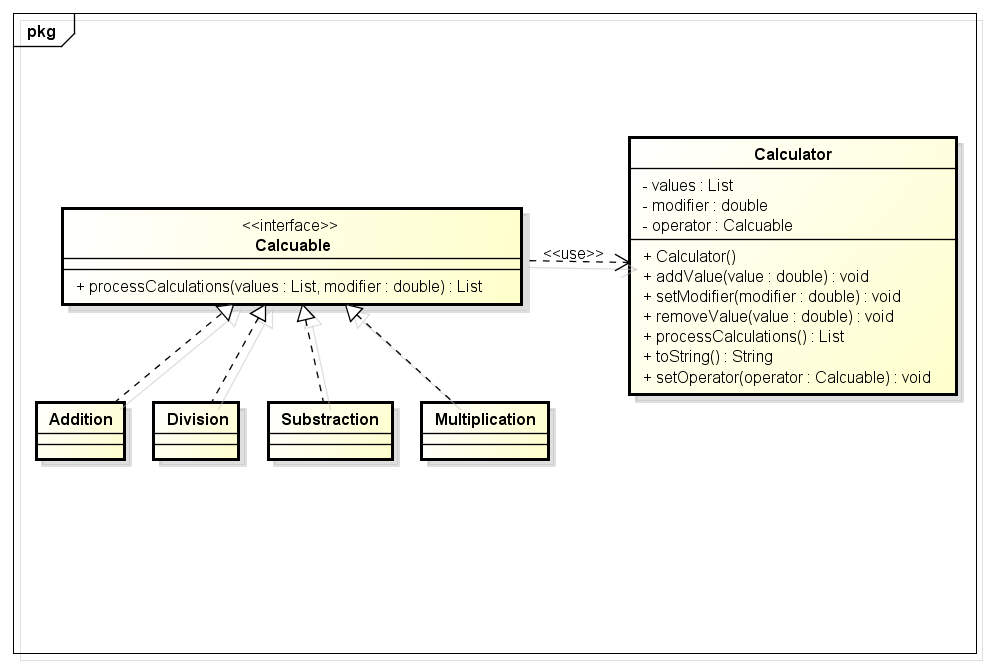 pkg
<<interface>>
Calcuable
+ processCalculations(values : List, modifier : double) : List
<<use>>
Calculator
- values : List
- modifier : double
- operator : Calcuable
+ Calculator()
+ addValue(value : double) : void
+ setModifier(modifier : double) : void
+ removeValue(value : double) : void
+ processCalculations() : List
+ toString() : String
+ setOperator(operator : Calcuable) : void
Addition
Division
Substraction
Multiplication